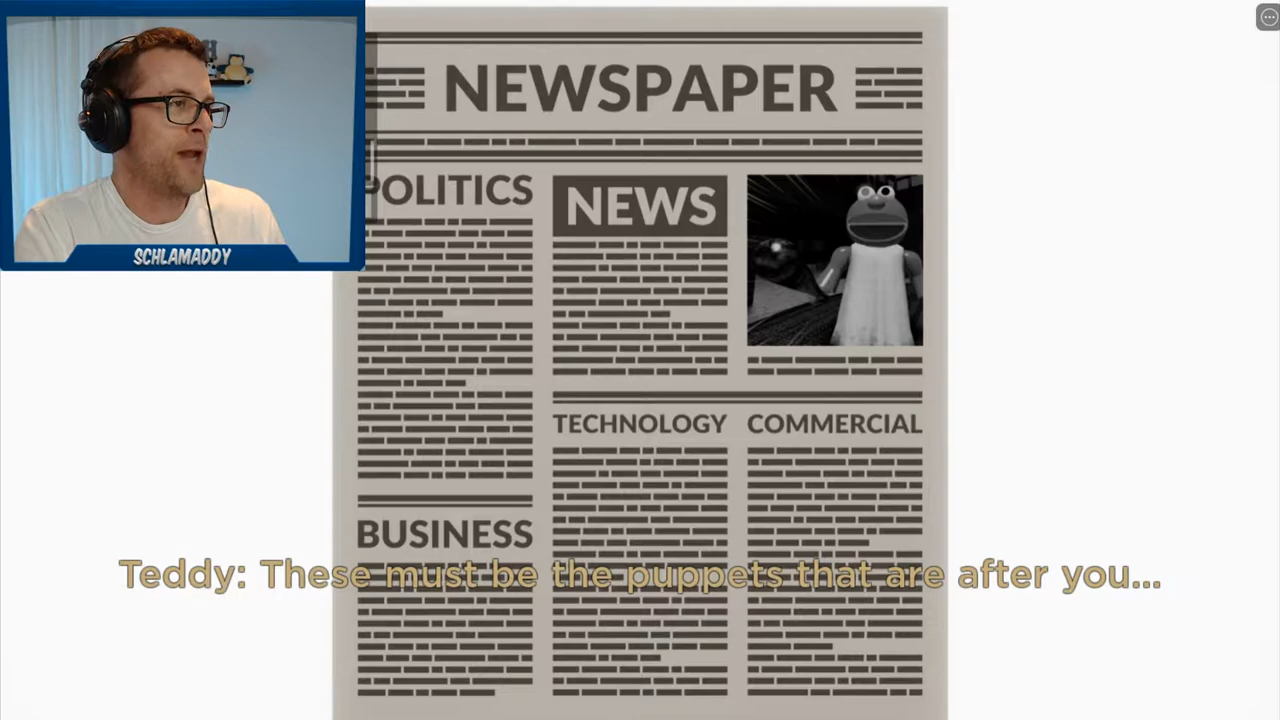 NEWSPAPER
SCHLAMADDY
POLITICS
NEWS
TECHNOLOGY
COMMERCIAL
BUSINESS
Teddy: These must be the puppets that are after you...